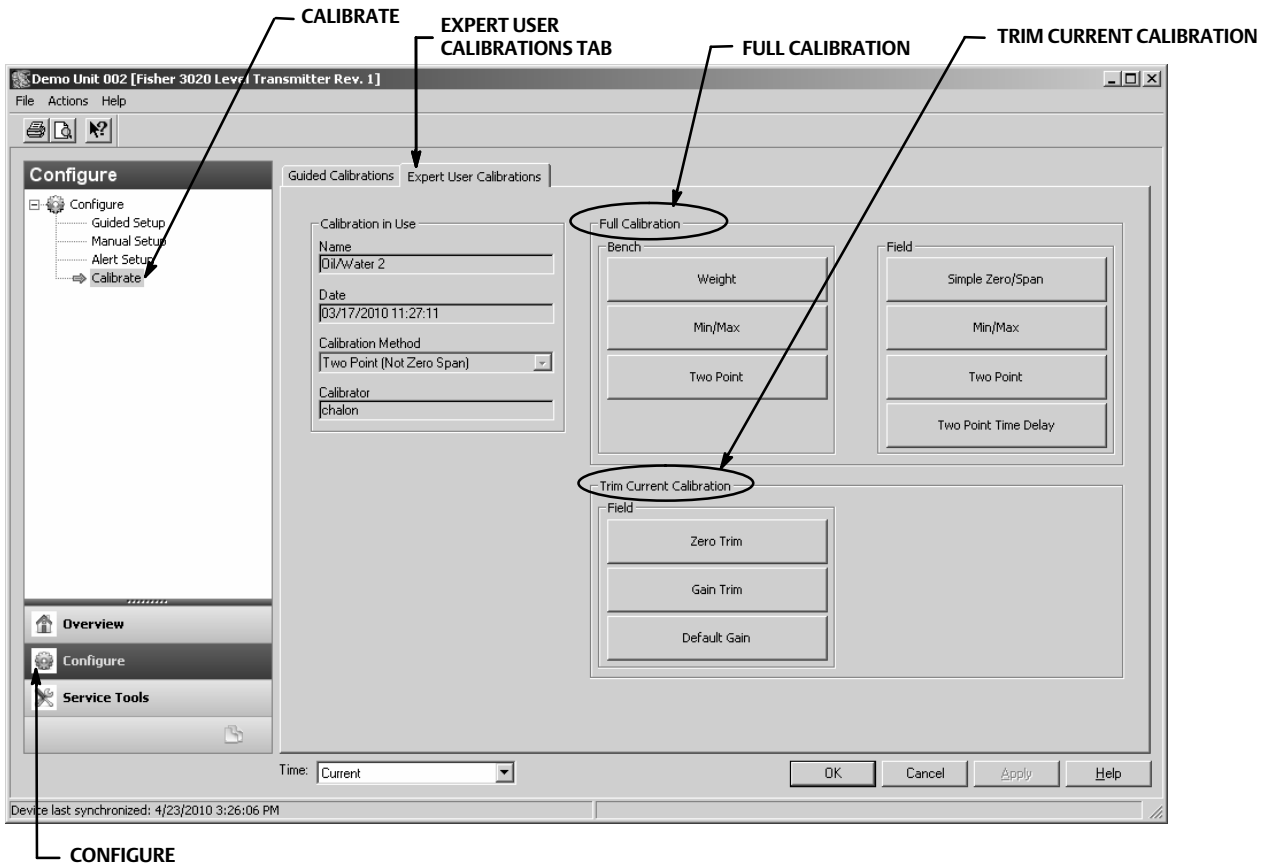 CALIBRATE
EXPERT USER
CALIBRATIONS TAB
FULL CALIBRATION
TRIM CURRENT CALIBRATION
Demo Unit 002 [Fisher 3020 Level Transmitter Rev. 1]
File Actions Help
Configure
Configure
Guided Setup
Manual Setup
Alert Setup
Calibrate
Overview
Configure
Service Tools
Guided Calibrations Expert User Calibrations
Calibration in Use
Name
Oil/Water 2
Date
03/17/2010 11:27:11
Calibration Method
Two Point (Not Zero Span)
Calibrator
chalon
Full Calibration
Bench
Weight
Min/Max
Two Point
Field
Simple Zero/Span
Min/Max
Two Point
Two Point Time Delay
Trim Current Calibration
Field
Zero Trim
Gain Trim
Default Gain
Time: Current
OK Cancel Apply Help
Device last synchronized: 4/23/2010 3:26:06 PM
CONFIGURE